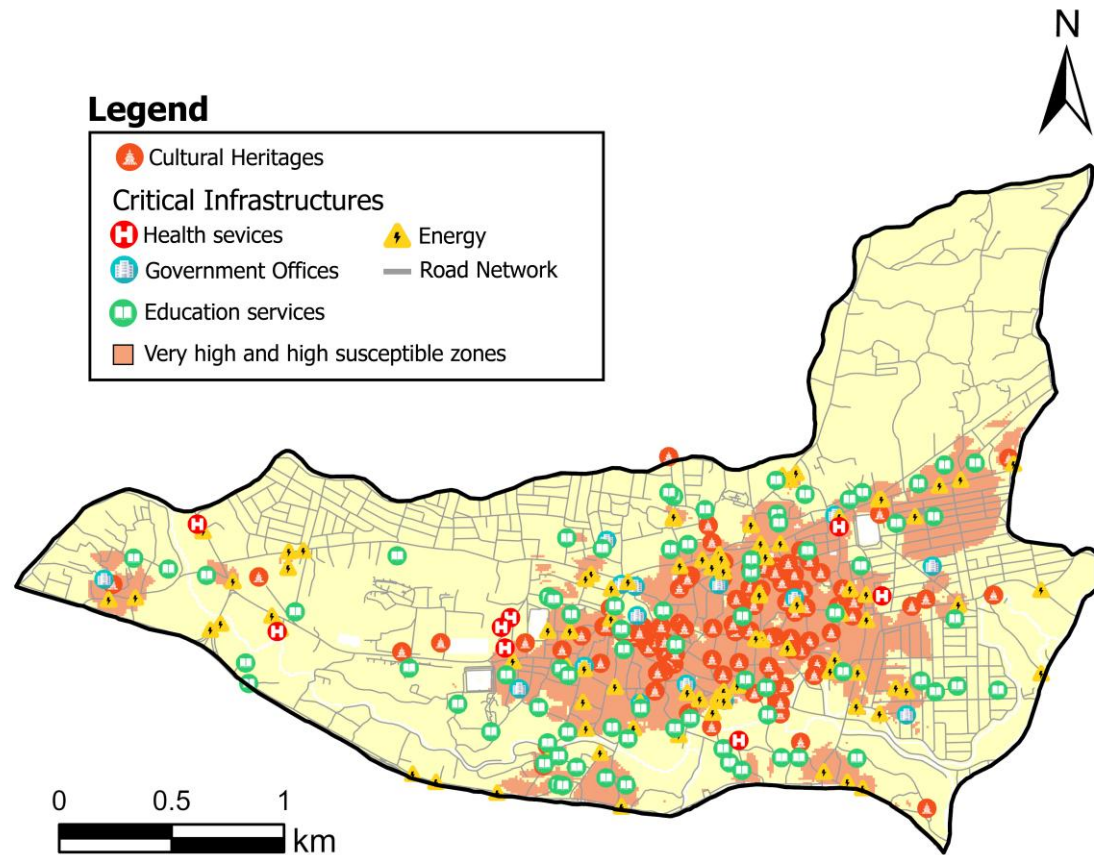 N
Legend
Cultural Heritages
Critical Infrastructures
Health sevices
Energy
Government Offices
Road Network
Education services
Very high and high susceptible zones
0 0.5 1
km